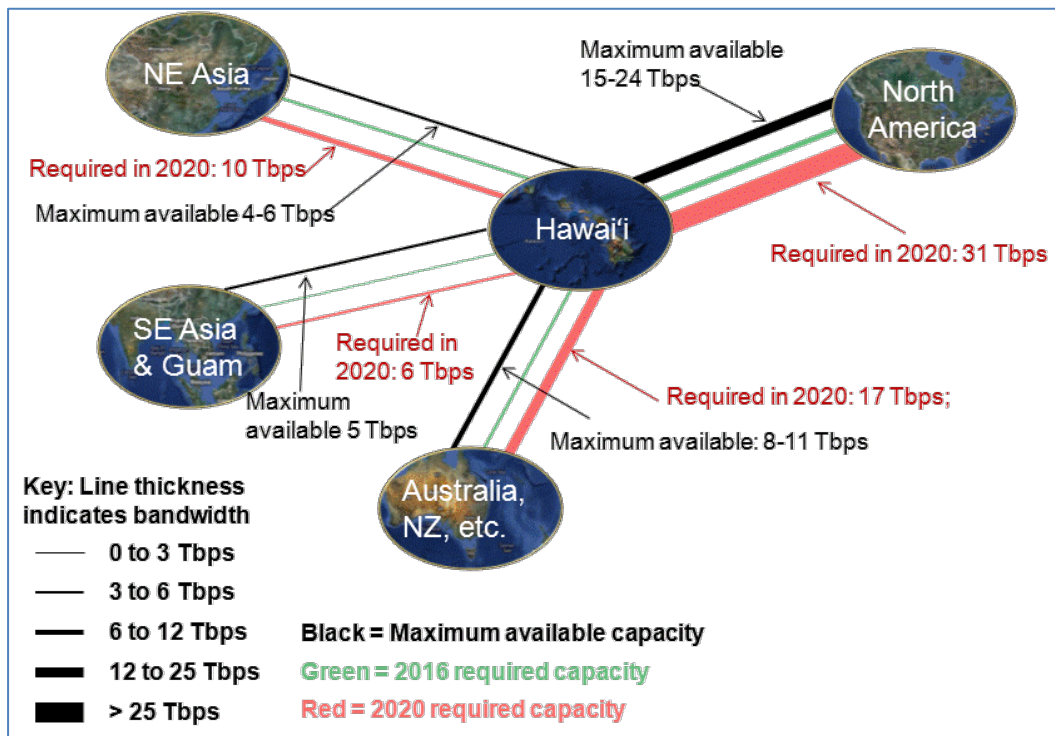 NE Asia
Maximum available
15-24 Tbps
North
America
Required in 2020: 10 Tbps
Maximum available 4-6 Tbps
Hawai‘i
Required in 2020: 31 Tbps
SE Asia
& Guam
Required in
2020: 6 Tbps
Maximum
available 5 Tbps
Required in 2020: 17 Tbps;
Maximum available: 8-11 Tbps
Australia,
NZ, etc.
Key: Line thickness
indicates bandwidth
0 to 3 Tbps
3 to 6 Tbps
6 to 12 Tbps
12 to 25 Tbps
> 25 Tbps
Black = Maximum available capacity
Green = 2016 required capacity
Red = 2020 required capacity